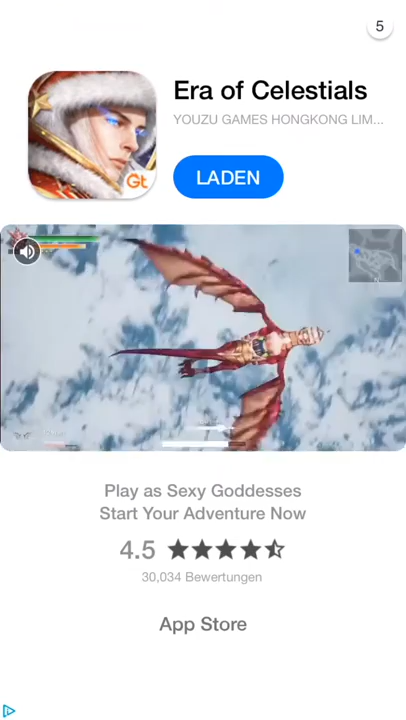 5
Era of Celestials
YOUZU GAMES HONGKONG LIM...
Gt
LADEN
Play as Sexy Goddesses
Start Your Adventure Now
4.5
30,034 Bewertungen
App Store